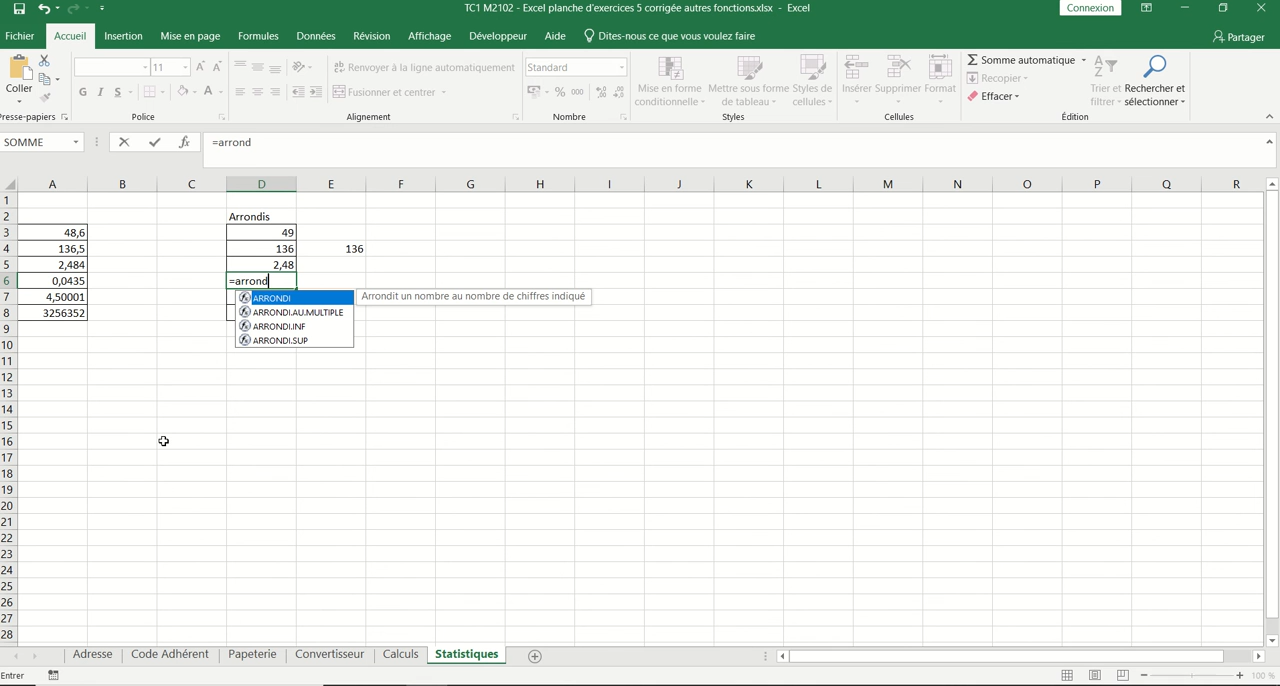 TC1 M2102 - Excel planche d'exercices 5 corrigée autres fonctions.xlsx - Excel
Connexion
Fichier Accueil Insertion Mise en page Formules Données Révision Affichage Développeur Aide Dites-nous ce que vous voulez faire Partager
Coller
11
Renvoyer à la ligne automatiquement
Standard
Mise en forme conditionnelle
Mettre sous forme de tableau
Styles de cellules
Insérer Supprimer Format
Somme automatique
Recopier
Effacer
Trier et filtrer
Rechercher et sélectionner
G I S
Fusionner et centrer
% 000
resse-papiers Police Alignement Nombre Styles Cellules Édition
SOMME fx =arrond
A B C D E F G H I J K L M N O P Q R
1
2 Arrondis
3 48,6 49
4 136,5 136 136
5 2,484 2,48
6 0,0435 =arrond
7 4,50001
8 3256352
ARRONDI Arrondit un nombre au nombre de chiffres indiqué
ARRONDI.AU.MULTIPLE
ARRONDI.INF
ARRONDI.SUP
9
10
11
12
13
14
15
16
17
18
19
20
21
22
23
24
25
26
27
28
Adresse Code Adhérent Papeterie Convertisseur Calculs Statistiques
Entrer 100 %